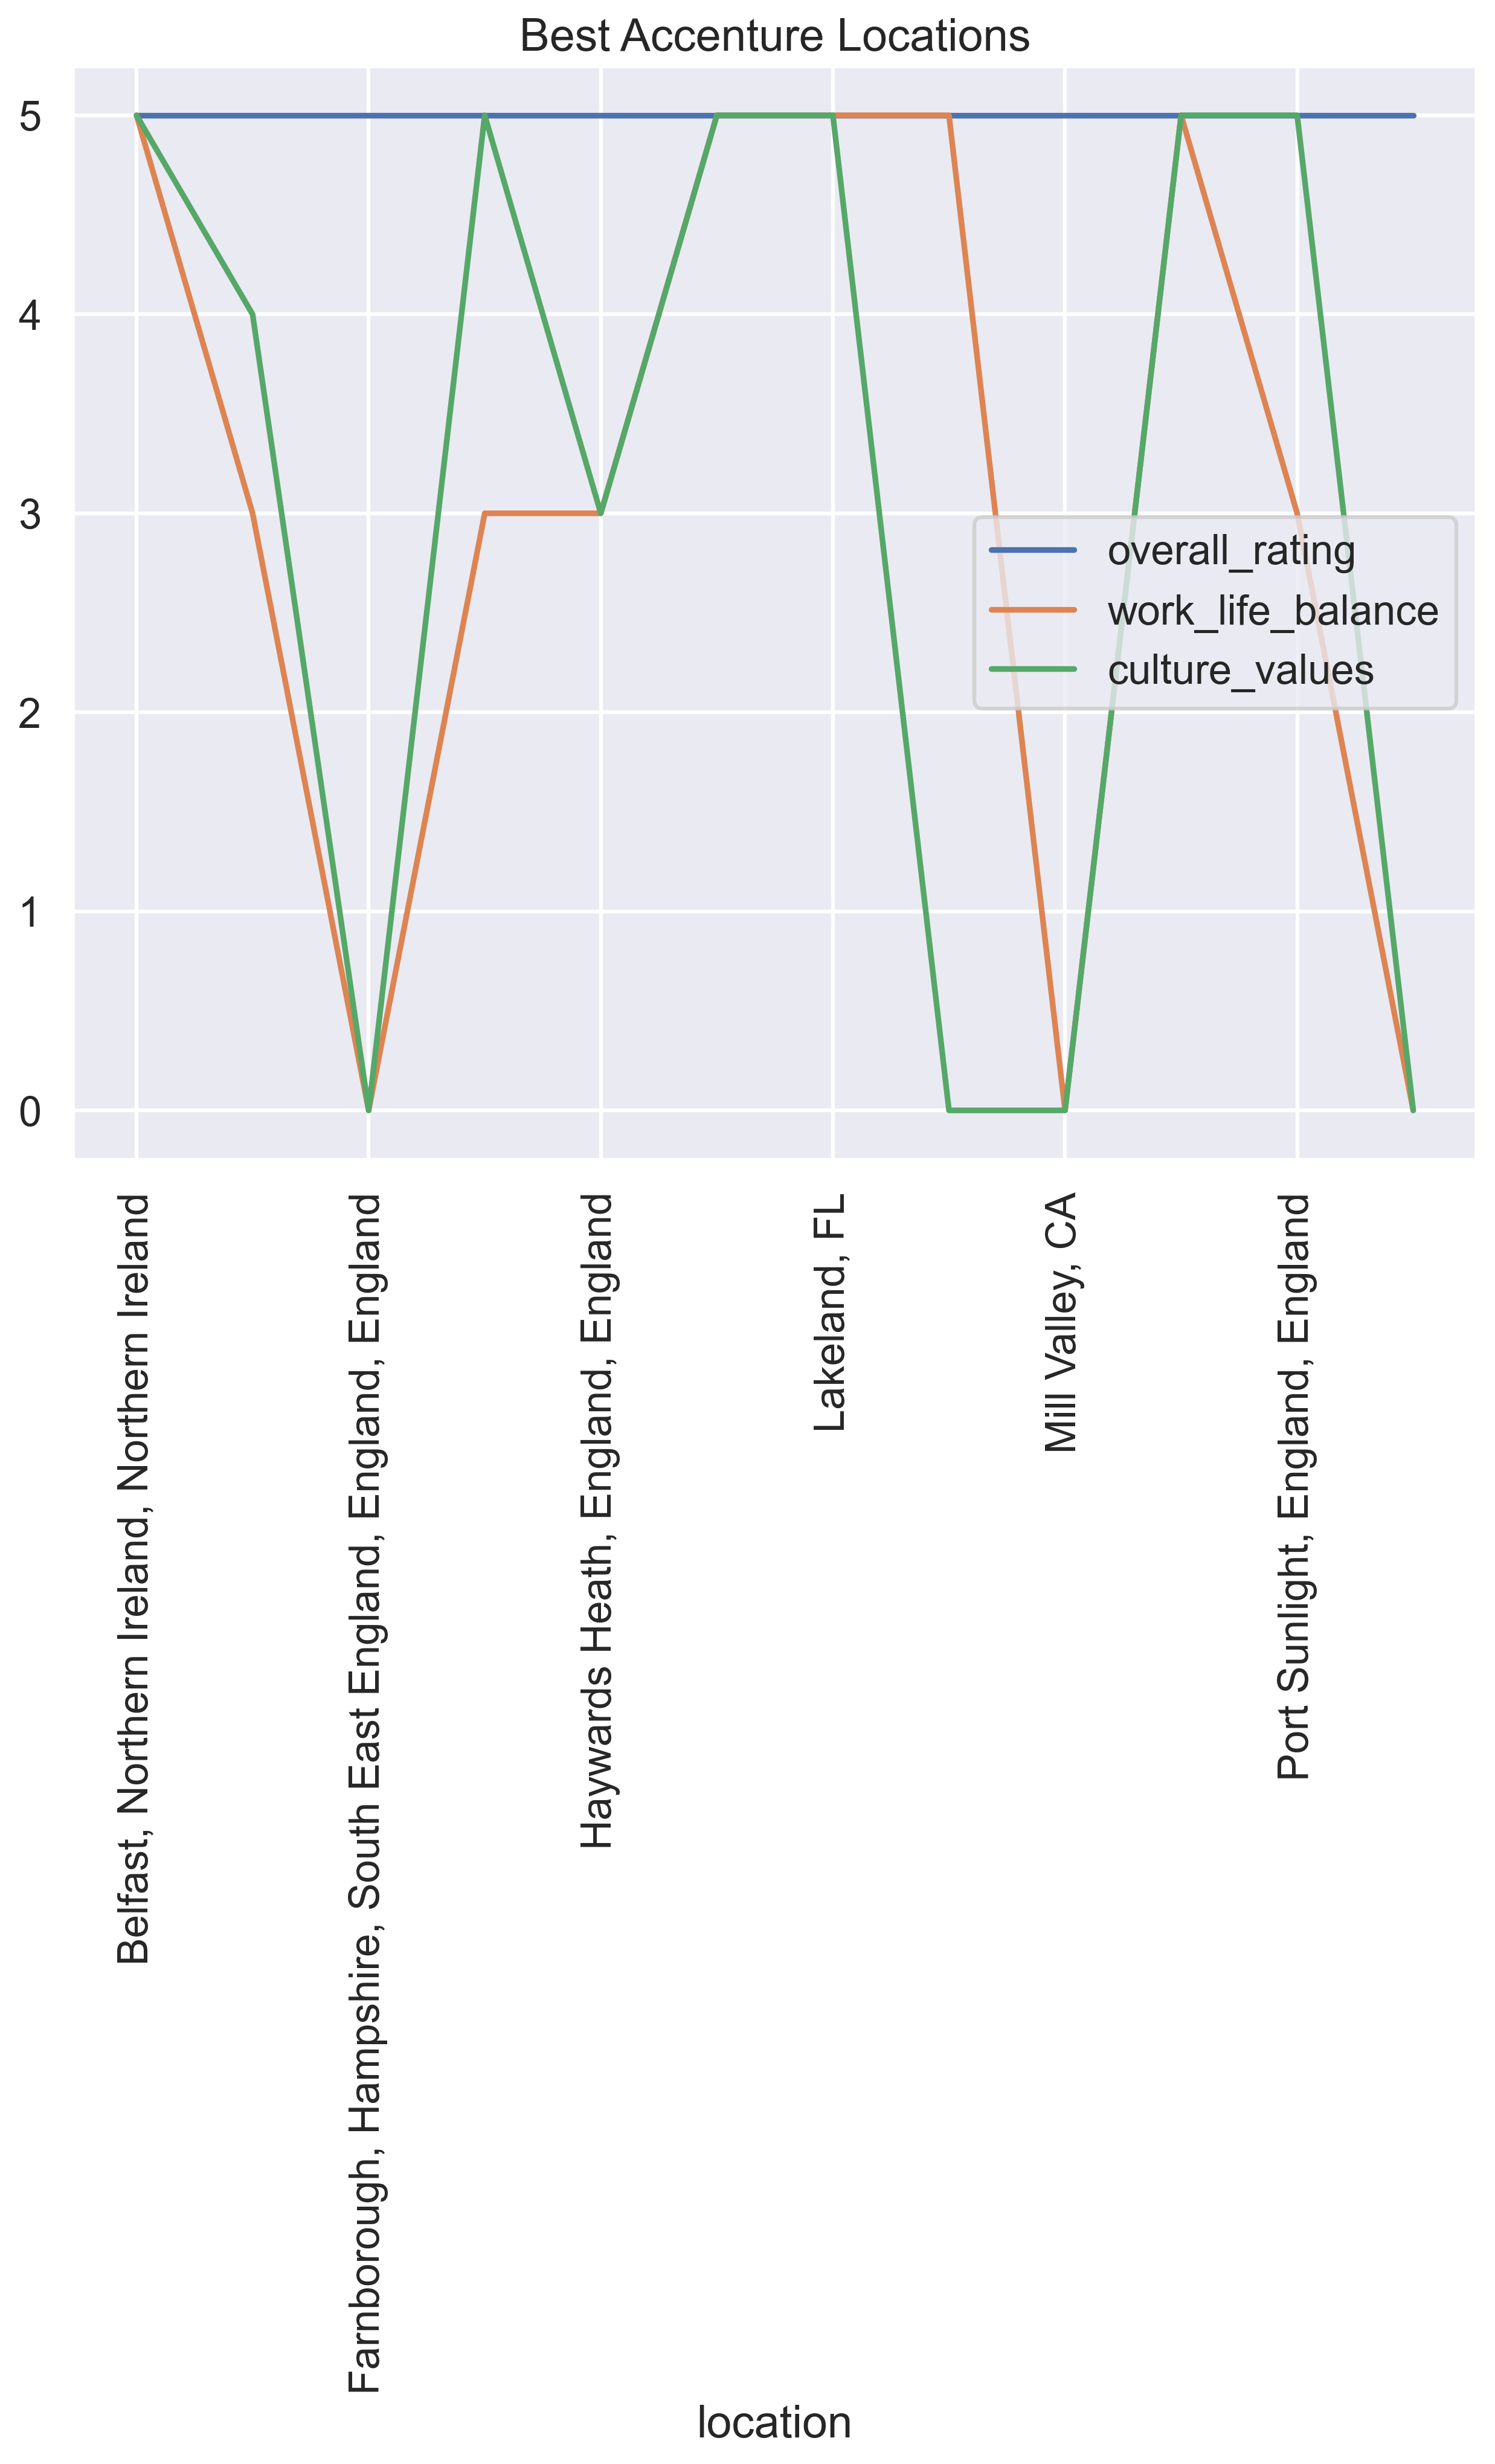 Best Accenture Locations
5
4
3
2
1
0
overall_rating
work_life_balance
culture_values
Belfast, Northern Ireland, Northern Ireland
Farnborough, Hampshire, South East England, England, England
Haywards Heath, England, England
Lakeland, FL
Mill Valley, CA
Port Sunlight, England, England
location